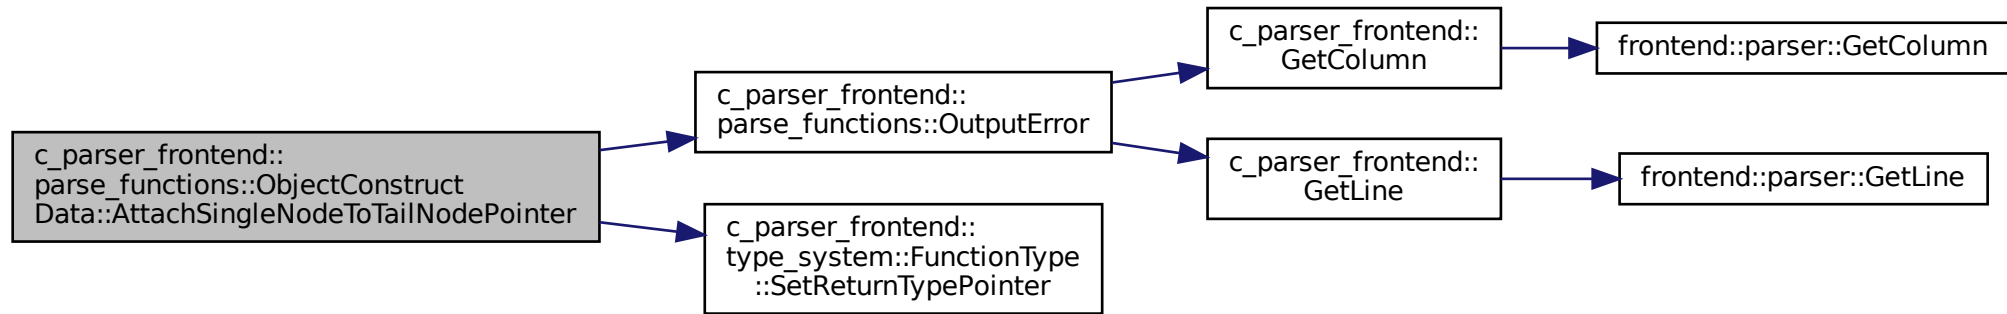 c_parser_frontend::
parse_functions::ObjectConstruct
Data::AttachSingleNodeToTailNodePointer
c_parser_frontend::
parse_functions::OutputError
c_parser_frontend::
GetColumn
frontend::parser::GetColumn
c_parser_frontend::
GetLine
frontend::parser::GetLine
c_parser_frontend::
type_system::FunctionType
::SetReturnTypePointer